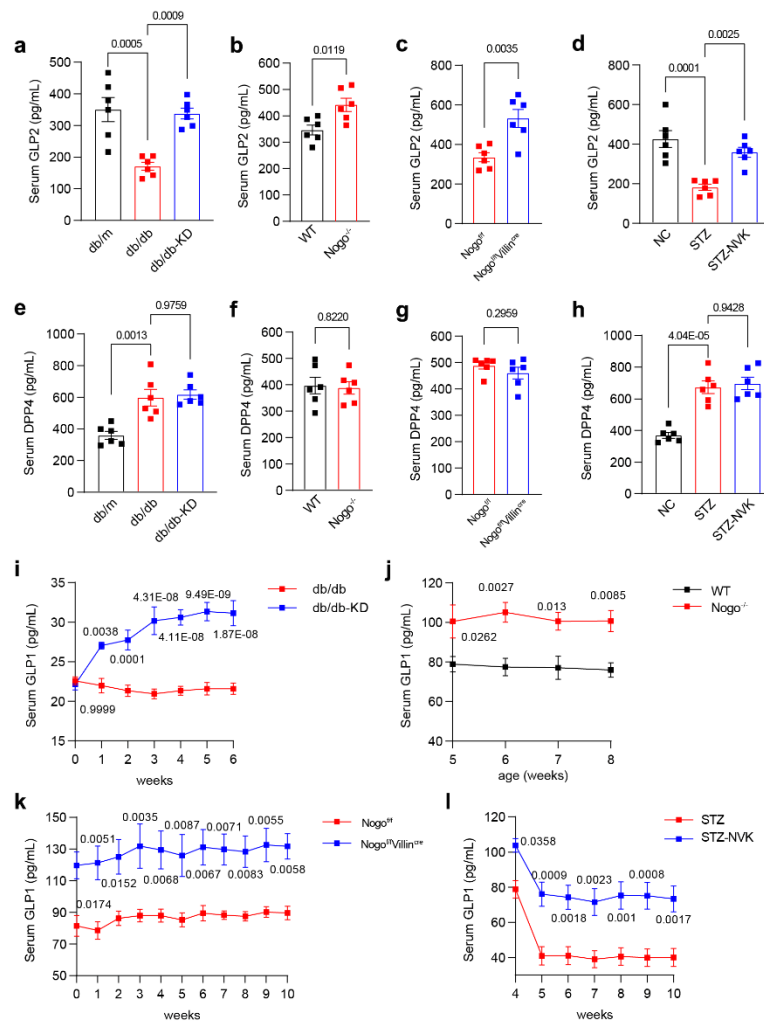 a
0.0009
0.0005
Serum GLP2 (pg/mL)
500
400
300
200
100
0
db/m
db/db
db/db-KD
b
0.0119
Serum GLP2 (pg/mL)
600
400
200
0
WT
Nogo-/-
c
0.0035
Serum GLP2 (pg/mL)
800
600
400
200
0
Nogof/f
Nogof/fVillincre
d
0.0025
0.0001
Serum GLP2 (pg/mL)
800
600
400
200
0
NC
STZ
STZ-NVK
e
0.9759
0.0013
Serum DPP4 (pg/mL)
1000
800
600
400
200
0
db/m
db/db
db/db-KD
f
0.8220
Serum DPP4 (pg/mL)
600
500
400
300
200
100
0
WT
Nogo-/-
g
0.2959
Serum DPP4 (pg/mL)
600
500
400
300
200
100
0
Nogof/f
Nogof/fVillincre
h
0.9428
4.04E-05
Serum DPP4 (pg/mL)
1000
800
600
400
200
0
NC
STZ
STZ-NVK
i
db/db
db/db-KD
Serum GLP1 (pg/mL)
35
31
27
23
19
15
0.9999
0.0038
0.0001
4.31E-08
4.11E-08
9.49E-09
1.87E-08
0 1 2 3 4 5 6
weeks
j
WT
Nogo-/-
Serum GLP1 (pg/mL)
120
100
80
60
40
0.0262
0.0027
0.013
0.0085
5 6 7 8
age (weeks)
k
Nogof/f
Nogof/fVillincre
Serum GLP1 (pg/mL)
150
130
110
90
70
50
0.0174
0.0051
0.0152
0.0035
0.0068
0.0087
0.0067
0.0071
0.0083
0.0055
0.0058
0 1 2 3 4 5 6 7 8 9 10
weeks
l
STZ
STZ-NVK
Serum GLP1 (pg/mL)
120
100
80
60
40
0.0358
0.0009
0.0018
0.0023
0.001
0.0008
0.0017
4 5 6 7 8 9 10
weeks